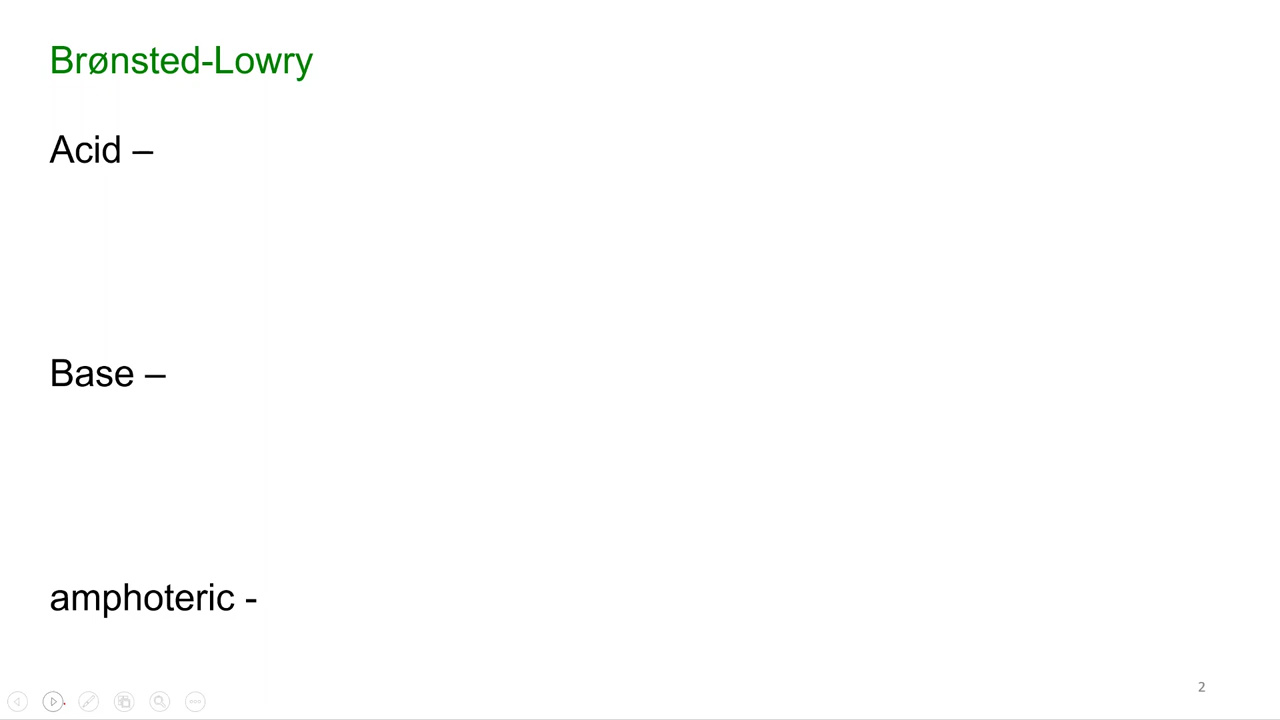 Brønsted-Lowry
Acid –
Base –
amphoteric -
2